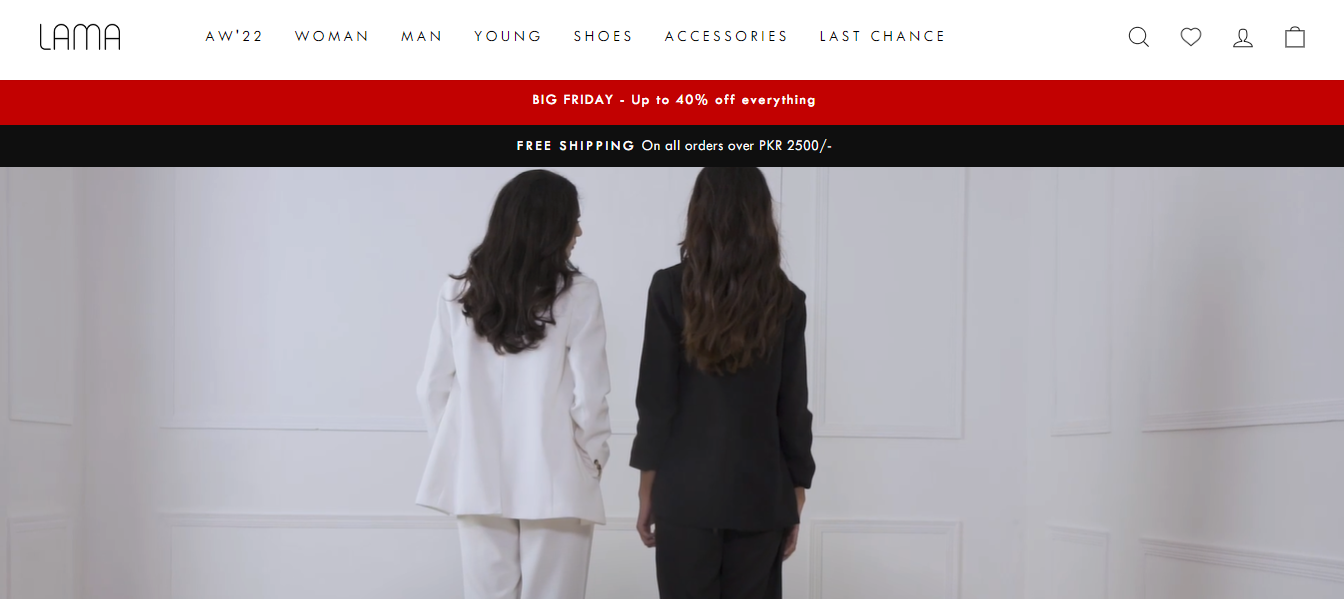 LAMA
AW'22 WOMAN MAN YOUNG SHOES ACCESSORIES LAST CHANCE
BIG FRIDAY - Up to 40% off everything
FREE SHIPPING On all orders over PKR 2500/-